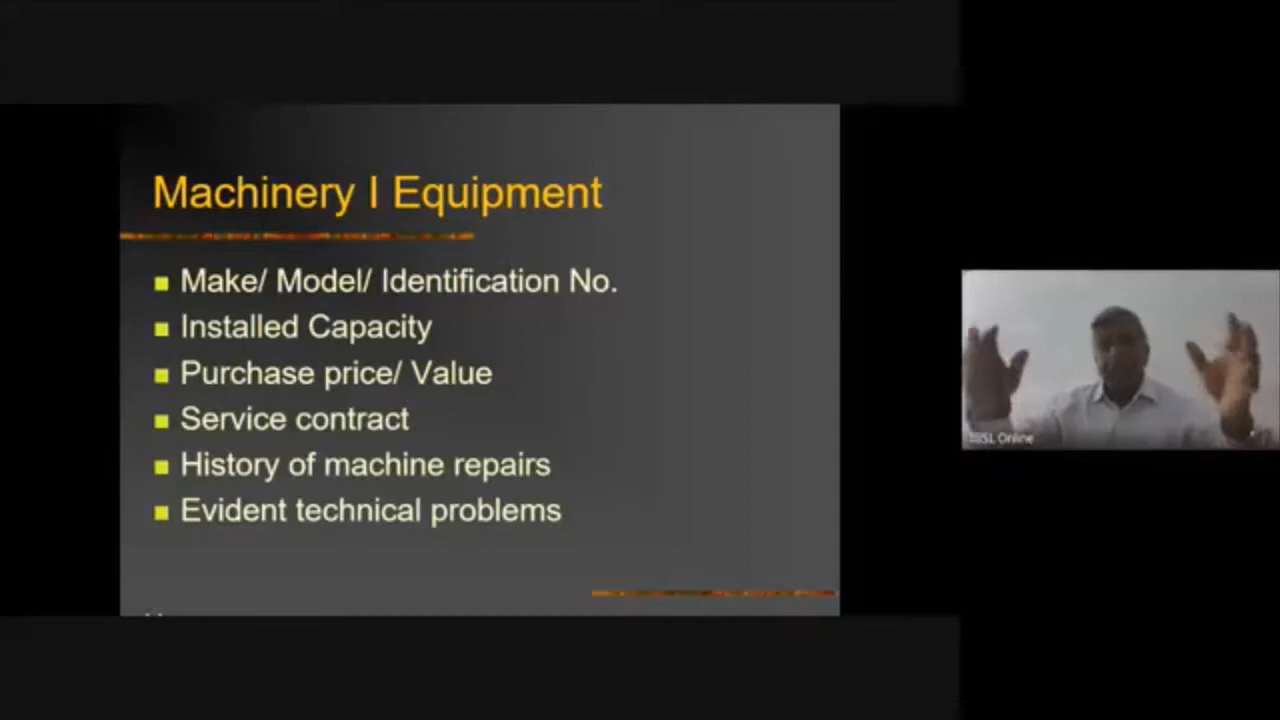 Machinery I Equipment
Make/ Model/ Identification No.
Installed Capacity
Purchase price/ Value
Service contract
History of machine repairs
Evident technical problems
Online